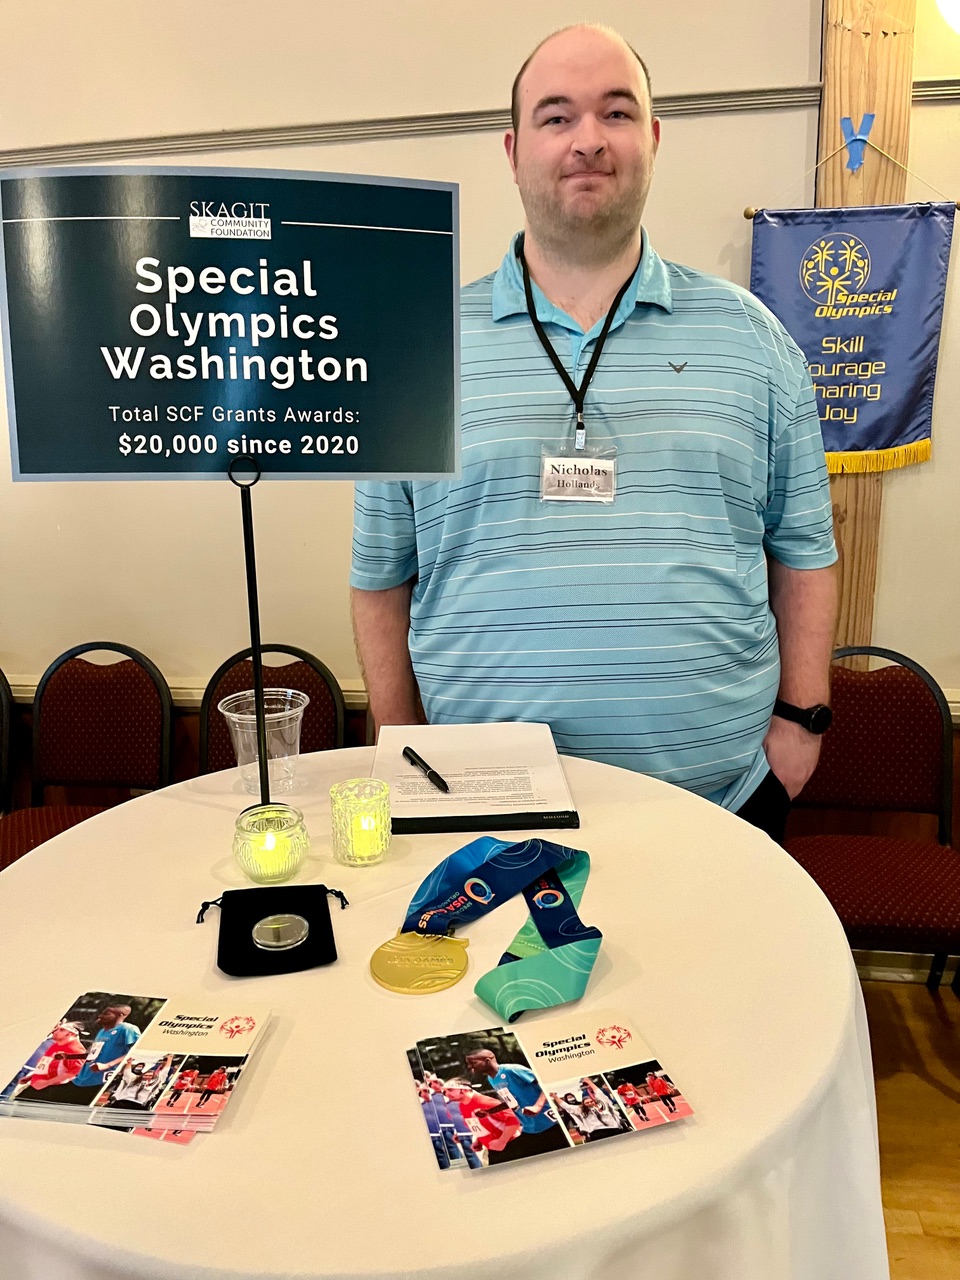 SKAGIT
COMMUNITY
FOUNDATION
Special
Olympics
Washington
Total SCF Grants Awards:
$20,000 since 2020
Special
Olympics
Skill
ourage
haring
Joy
Nicholas
Hollands
USA GAMES
Special
Olympics
Washington
Special
Olympics
Washington